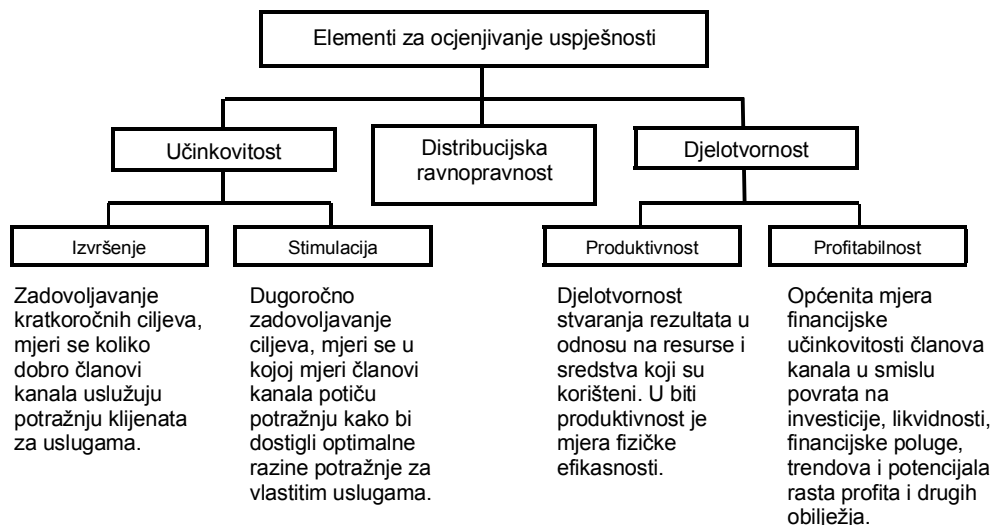 Elementi za ocjenjivanje uspješnosti
Učinkovitost
Distribucijska
ravnopravnost
Djelotvornost
Izvršenje
Stimulacija
Produktivnost
Profitabilnost
Zadovoljavanje
kratkoročnih ciljeva,
mjeri se koliko
dobro članovi
kanala uslužuju
potražnju klijenata
za uslugama.
Dugoročno
zadovoljavanje
ciljeva, mjeri se u
kojoj mjeri članovi
kanala potiču
potražnju kako bi
dostigli optimalne
razine potražnje za
vlastitim uslugama.
Djelotvornost
stvaranja rezultata u
odnosu na resurse i
sredstva koji su
korišteni. U biti
produktivnost je
mjera fizičke
efikasnosti.
Općenita mjera
financijske
učinkovitosti članova
kanala u smislu
povrata na
investicije, likvidnosti,
financijske poluge,
trendova i potencijala
rasta profita i drugih
obilježja.